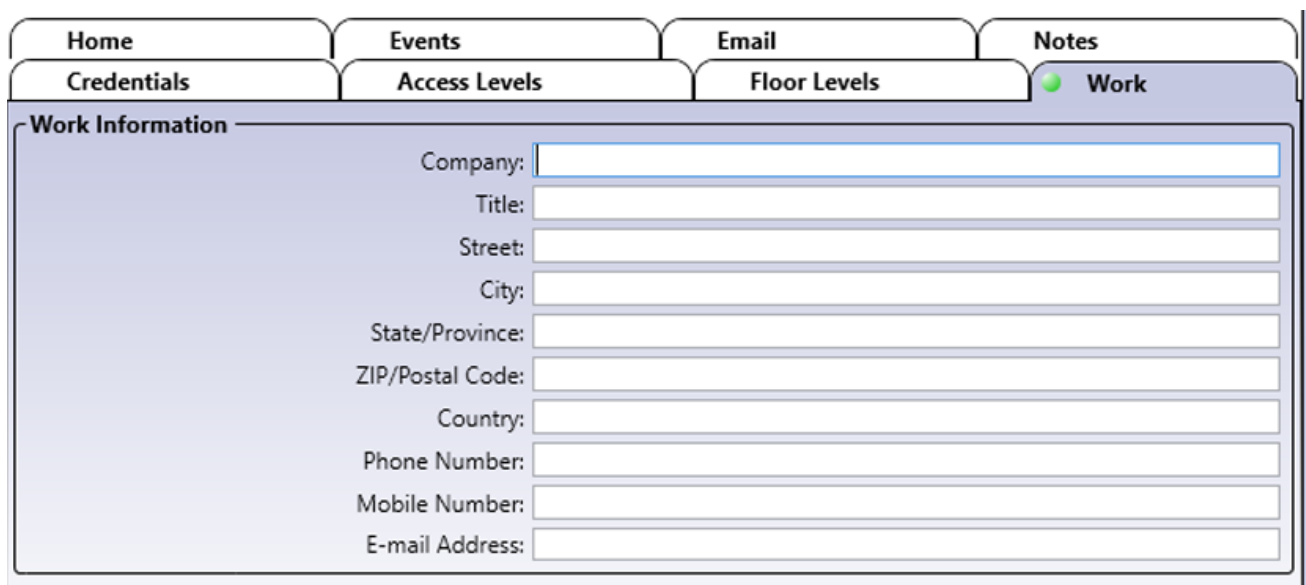 Home Events Email Notes
Credentials Access Levels Floor Levels Work
Work Information
Company:
Title:
Street:
City:
State/Province:
ZIP/Postal Code:
Country:
Phone Number:
Mobile Number:
E-mail Address: